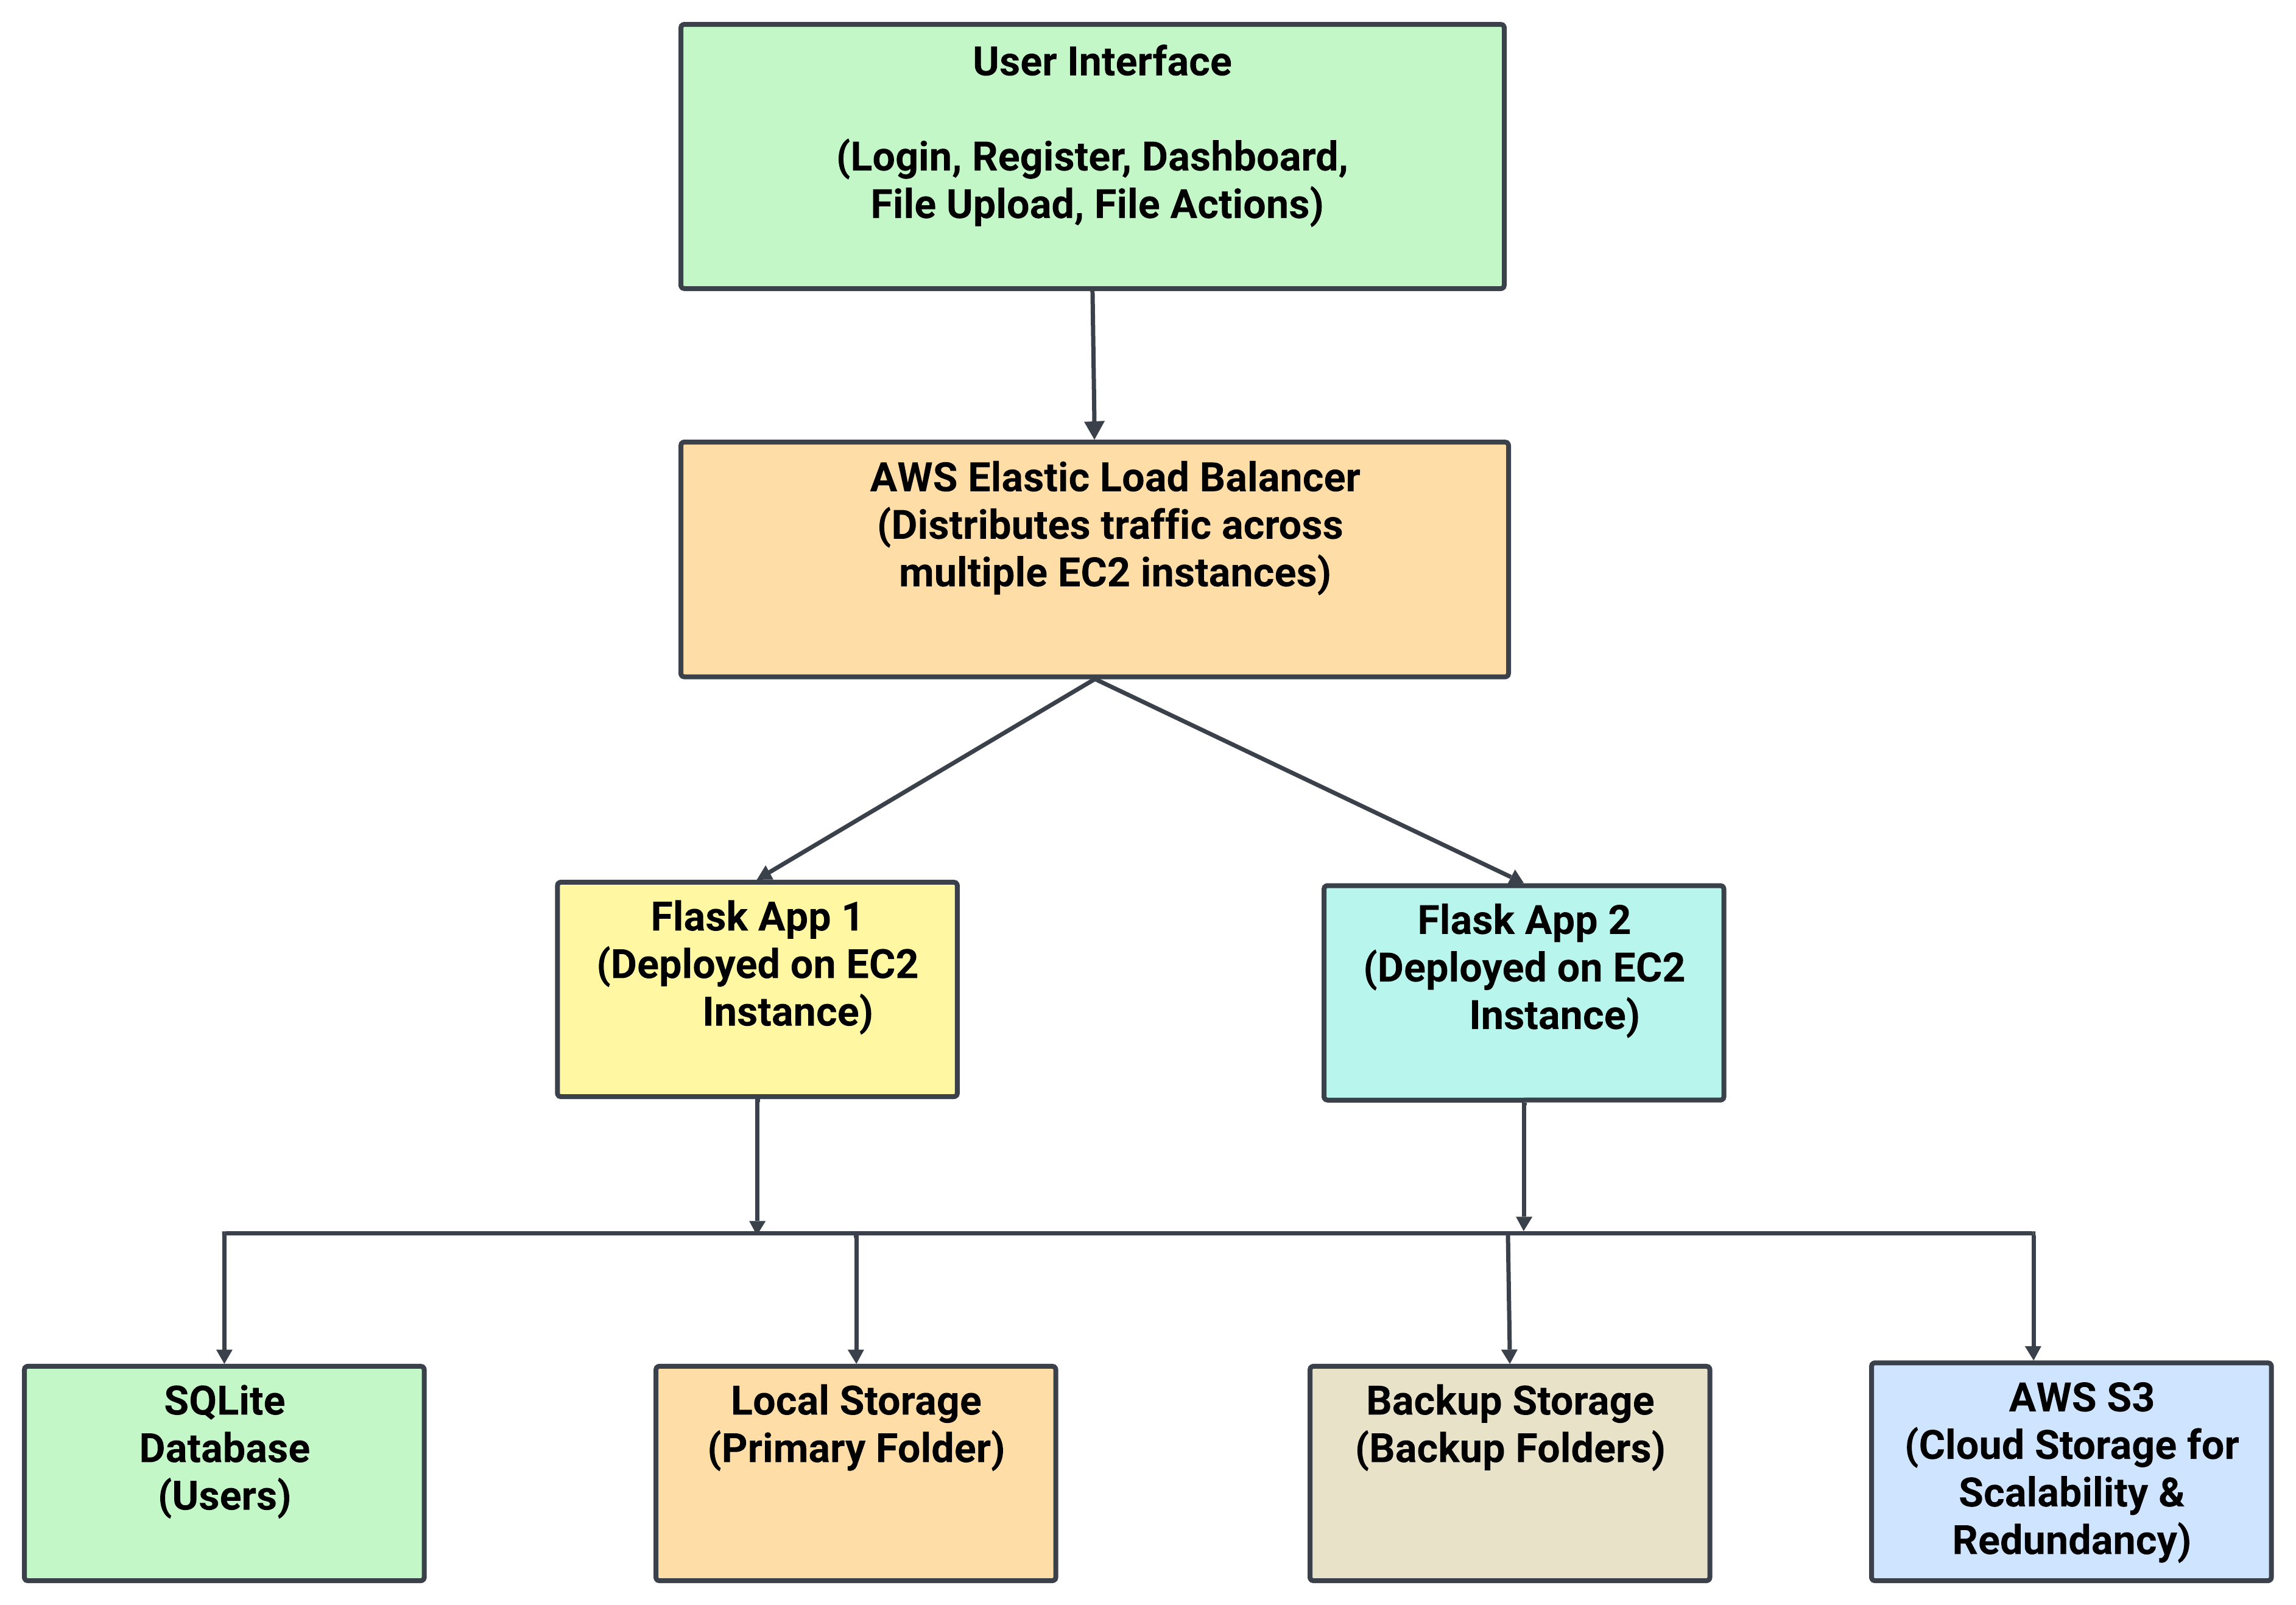 User Interface
(Login, Register, Dashboard,
File Upload, File Actions)
AWS Elastic Load Balancer
(Distributes traffic across
multiple EC2 instances)
Flask App 1
(Deployed on EC2
Instance)
Flask App 2
(Deployed on EC2
Instance)
SQLite
Database
(Users)
Local Storage
(Primary Folder)
Backup Storage
(Backup Folders)
AWS S3
(Cloud Storage for
Scalability &
Redundancy)